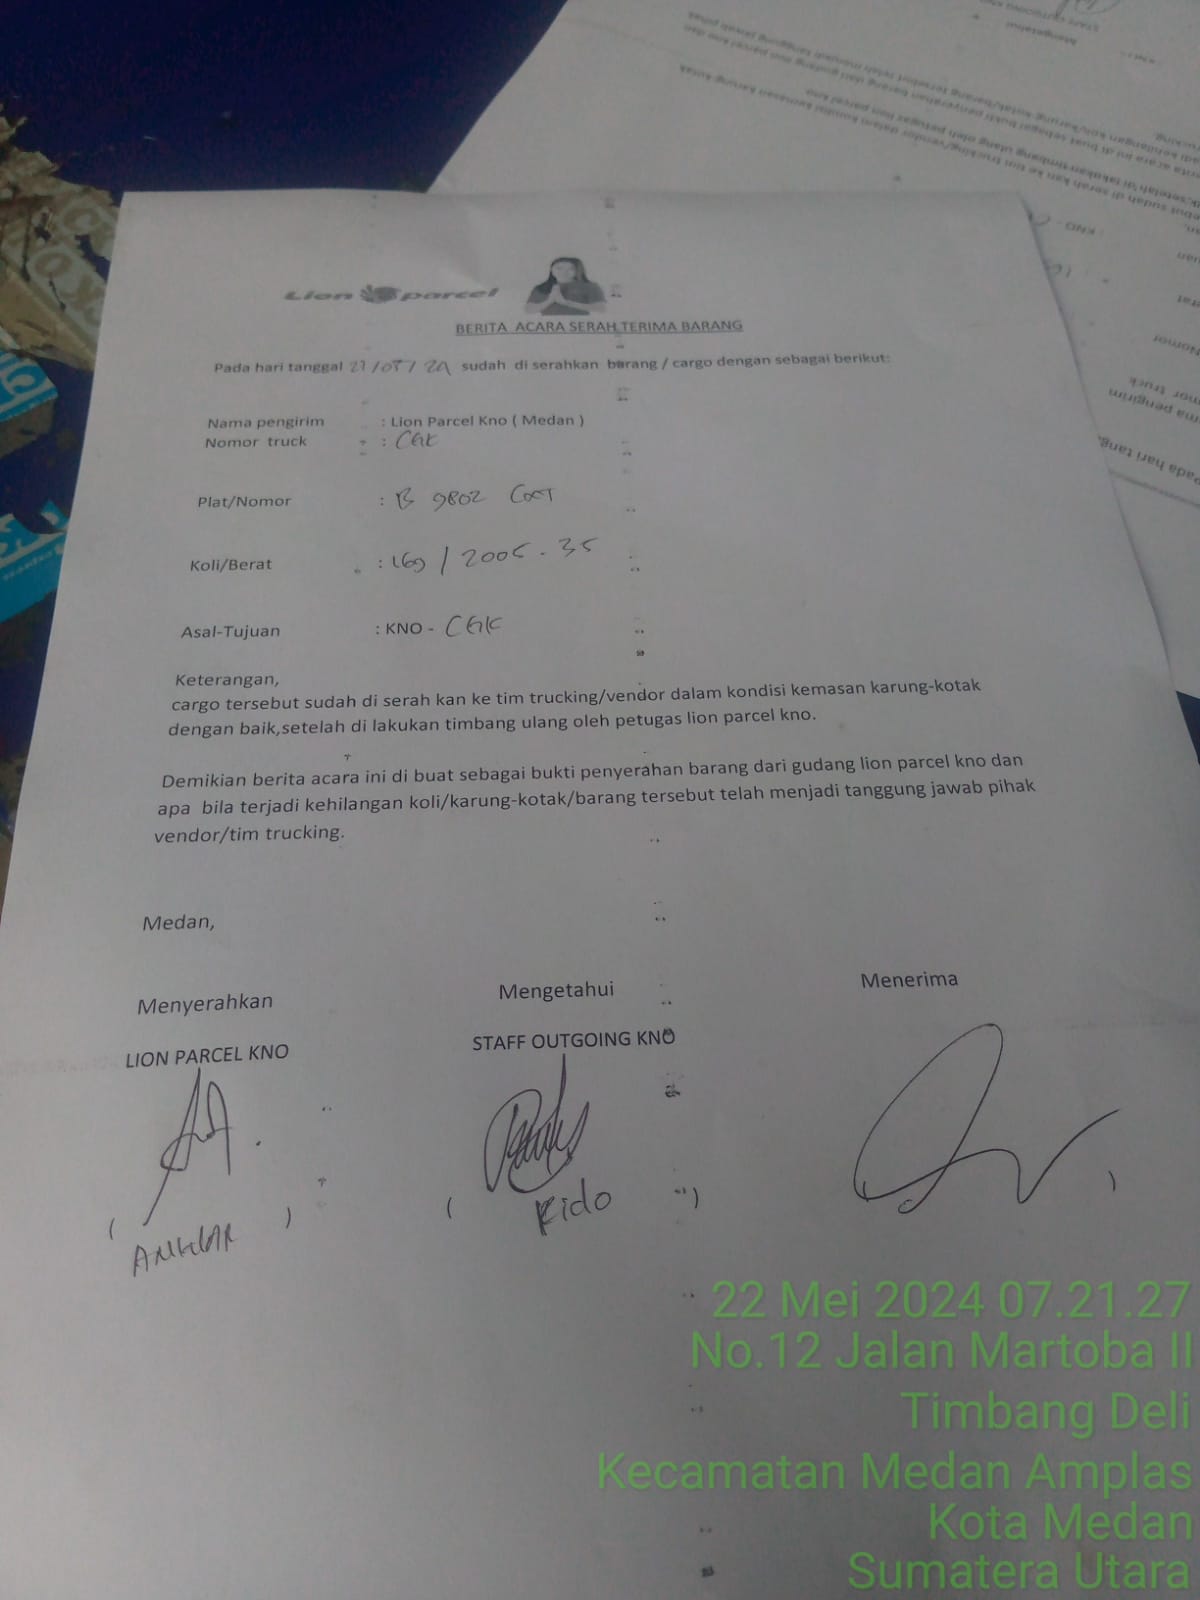 Lion parcel
BERITA ACARA SERAH TERIMA BARANG
Pada hari tanggal 21/05/24 sudah di serahkan barang / cargo dengan sebagai berikut:
Nama pengirim : Lion Parcel Kno ( Medan )
Nomor truck : CGK
Plat/Nomor : B 9802
Koli/Berat : 169 / 2005.35
Asal-Tujuan : KNO - CGK
Keterangan,
cargo tersebut sudah di serah kan ke tim trucking/vendor dalam kondisi kemasan karung-kotak
dengan baik,setelah di lakukan timbang ulang oleh petugas lion parcel kno.
Demikian berita acara ini di buat sebagai bukti penyerahan barang dari gudang lion parcel kno dan
apa bila terjadi kehilangan koli/karung-kotak/barang tersebut telah menjadi tanggung jawab pihak
vendor/tim trucking.
Medan,
Menyerahkan Mengetahui Menerima
LION PARCEL KNO STAFF OUTGOING KNO
( ) ( Kido ) )
22 Mei 2024 07.21.27
No.12 Jalan Martoba II
Timbang Deli
Kecamatan Medan Amplas
Kota Medan
Sumatera Utara